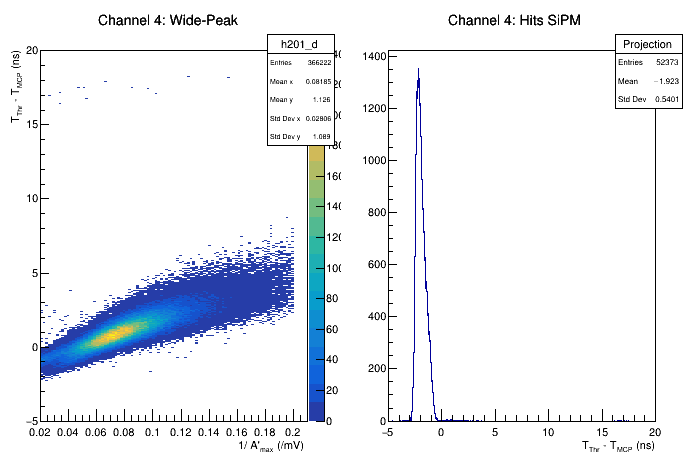 Channel 4: Wide-Peak
h201_d
Entries 366222
Mean x 0.08185
Mean y 1.126
Std Dev x 0.02806
Std Dev y 1.089
T_Thr - T_MCP (ns)
20
15
10
5
0
−5
0.02 0.04 0.06 0.08 0.1 0.12 0.14 0.16 0.18 0.2
1/ A'_max (/mV)
160
140
120
100
80
60
40
20
0
Channel 4: Hits SiPM
Projection
Entries 52373
Mean −1.923
Std Dev 0.5401
1400
1200
1000
800
600
400
200
0
−5 0 5 10 15 20
T_Thr - T_MCP (ns)